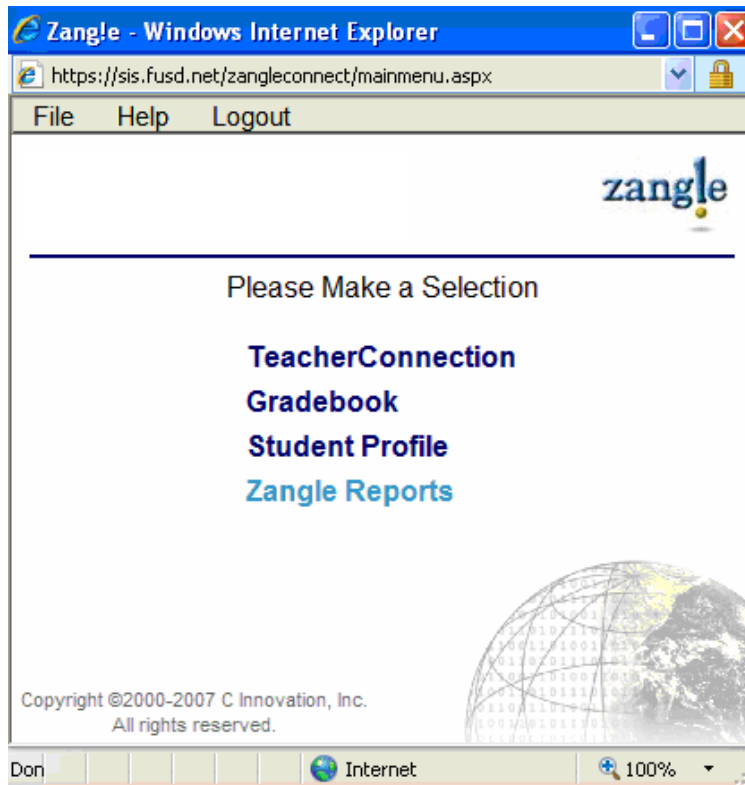 Zangle - Windows Internet Explorer
https://sis.fusd.net/zangleconnect/mainmenu.aspx
File Help Logout
zangle
Please Make a Selection
TeacherConnection
Gradebook
Student Profile
Zangle Reports
Copyright ©2000-2007 C Innovation, Inc.
All rights reserved.
Don Internet 100%